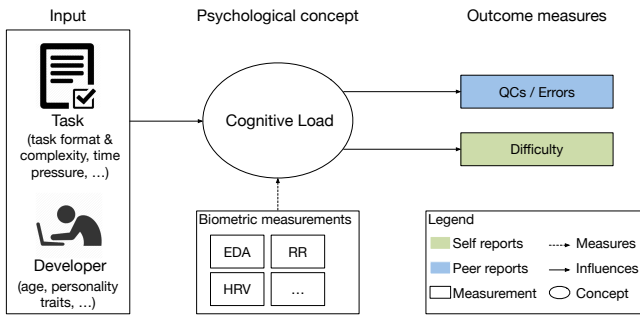 Input
Psychological concept
Outcome measures
Task
(task format &
complexity, time
pressure, ...)
Developer
(age, personality
traits, ...)
Cognitive Load
Biometric measurements
EDA
RR
HRV
...
QCs / Errors
Difficulty
Legend
Self reports
Measures
Peer reports
Influences
Measurement
Concept